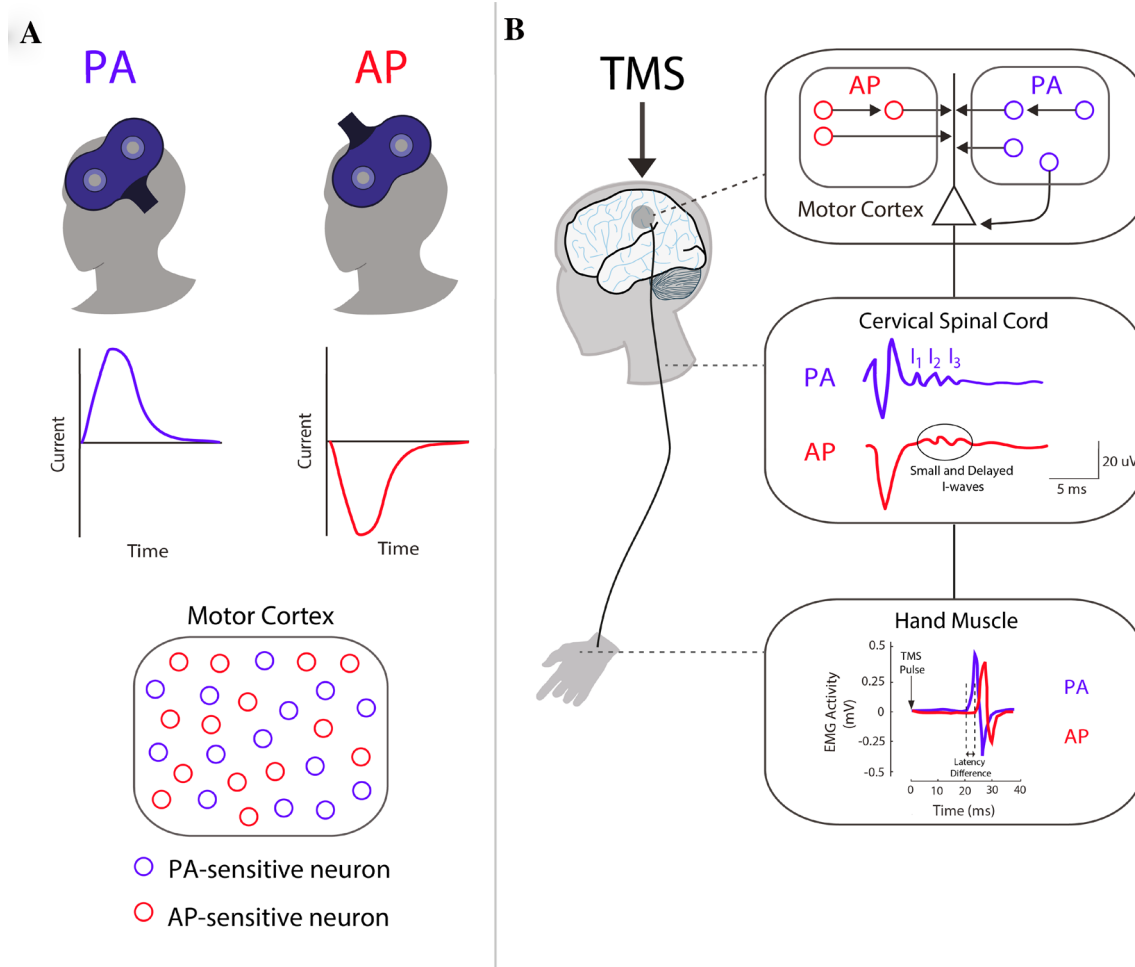 A
PA
AP
Current
Time
Current
Time
Motor Cortex
PA-sensitive neuron
AP-sensitive neuron
B
TMS
AP
PA
Motor Cortex
Cervical Spinal Cord
PA
I1 I2 I3
AP
Small and Delayed
I-waves
20 uV
5 ms
Hand Muscle
TMS
Pulse
EMG Activity
(mV)
0.5
0.25
0
-0.25
-0.5
PA
AP
Latency
Difference
0 10 20 30 40
Time (ms)